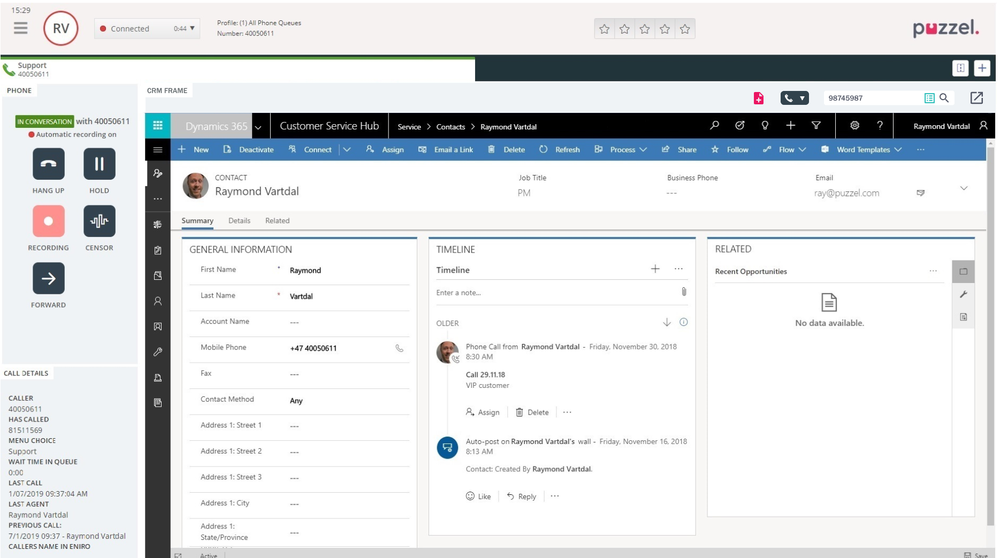 15:29
RV
Connected 0:44
Profile: (1) All Phone Queues
Number: 40050611
puzzel.
Support
40050611
PHONE
IN CONVERSATION with 40050611
Automatic recording on
HANG UP
HOLD
RECORDING
CENSOR
FORWARD
CALL DETAILS
CALLER
40050611
HAS CALLED
81511569
MENU CHOICE
Support
WAIT TIME IN QUEUE
0:00
LAST CALL
1/07/2019 09:37:04 AM
LAST AGENT
Raymond Vartdal
PREVIOUS CALL:
7/1/2019 09:37 - Raymond Vartdal
CALLERS NAME IN ENIRO
CRM FRAME
98745987
Dynamics 365
Customer Service Hub
Service > Contacts > Raymond Vartdal
Raymond Vartdal
New Deactivate Connect Assign Email a Link Delete Refresh Process Share Follow Flow Word Templates ...
CONTACT
Raymond Vartdal
Job Title
PM
Business Phone
---
Email
ray@puzzel.com
Summary Details Related
GENERAL INFORMATION
First Name * Raymond
Last Name * Vartdal
Account Name ---
Mobile Phone +47 40050611
Fax ---
Contact Method Any
Address 1: Street 1 ---
Address 1: Street 2 ---
Address 1: Street 3 ---
Address 1: City ---
Address 1:
State/Province ---
TIMELINE
Timeline
Enter a note...
OLDER
Phone Call from Raymond Vartdal - Friday, November 30, 2018
8:30 AM
Call 29.11.18
VIP customer
Assign Delete ...
Auto-post on Raymond Vartdal's wall - Friday, November 16, 2018
8:13 AM
Contact: Created By Raymond Vartdal.
Like Reply ...
RELATED
Recent Opportunities ...
No data available.
Active
Save